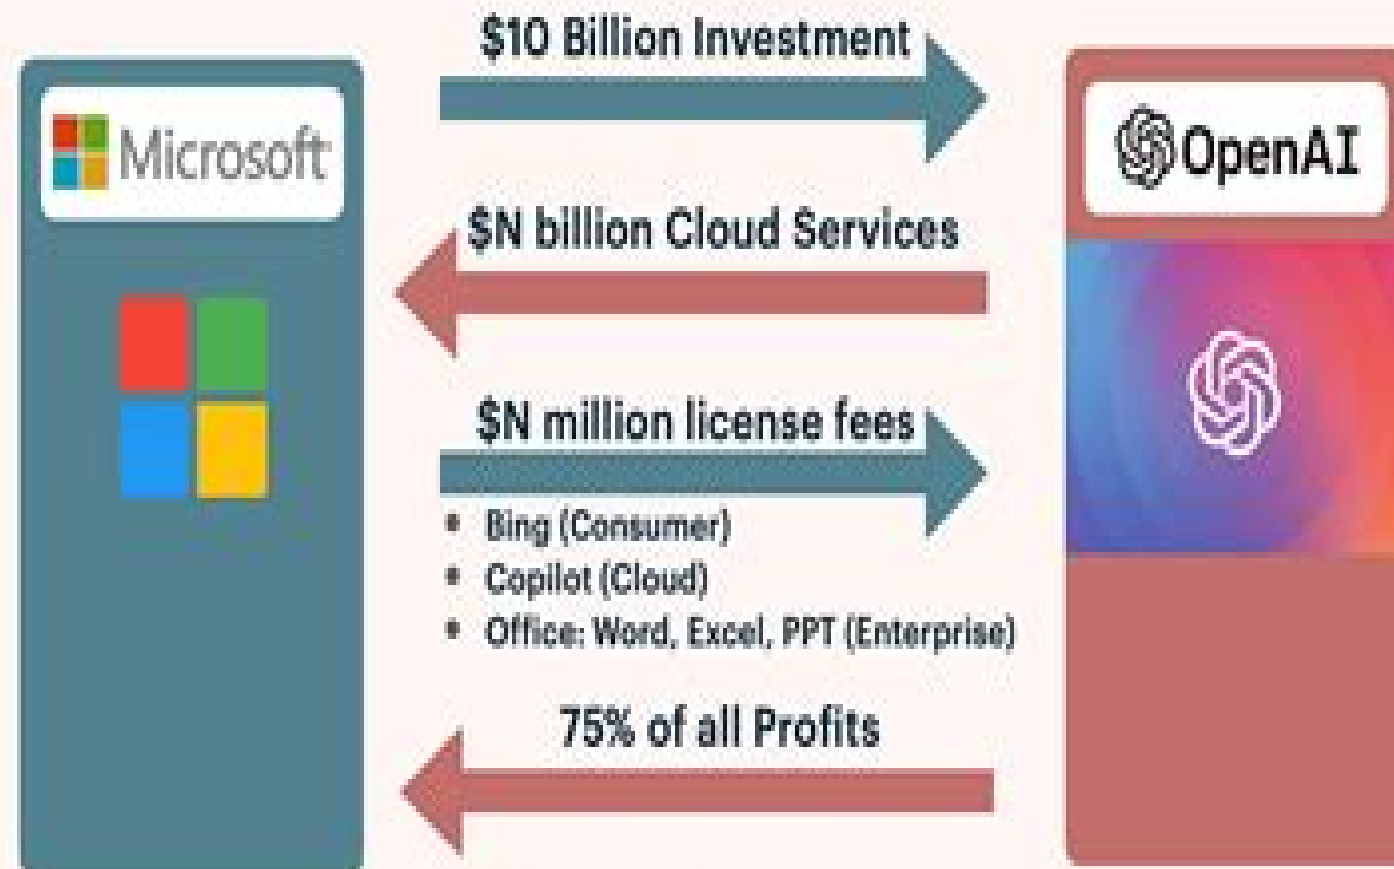 $10 Billion Investment
Microsoft
OpenAI
$N billion Cloud Services
$N million license fees
• Bing (Consumer)
• Copilot (Cloud)
• Office: Word, Excel, PPT (Enterprise)
75% of all Profits